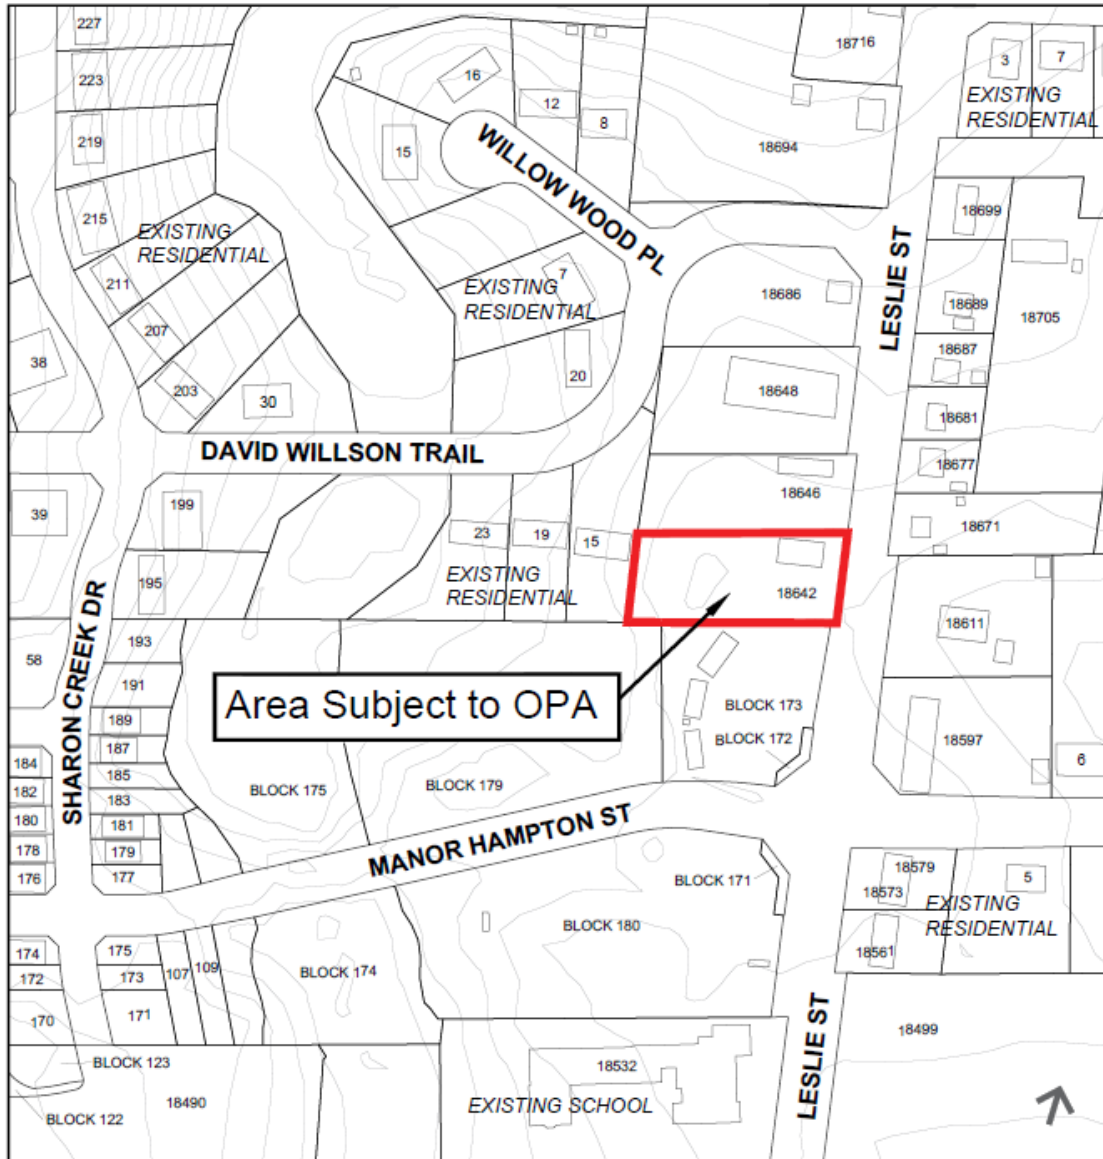 227
223
219
215
211
207
203
30
38
EXISTING
RESIDENTIAL
16
12
8
15
WILLOW WOOD PL
7
EXISTING
RESIDENTIAL
20
18716
18694
3
7
EXISTING
RESIDENTIAL
LESLIE ST
18699
18689
18687
18681
18677
18671
18705
18686
18648
18646
18642
DAVID WILLSON TRAIL
39
199
195
23
19
15
EXISTING
RESIDENTIAL
SHARON CREEK DR
58
193
191
189
187
185
183
181
179
177
184
182
180
178
176
Area Subject to OPA
BLOCK 173
BLOCK 172
18611
18597
6
BLOCK 175
BLOCK 179
MANOR HAMPTON ST
BLOCK 171
BLOCK 180
18579
18573
5
EXISTING
RESIDENTIAL
18561
174
172
170
175
173
171
107
109
BLOCK 174
BLOCK 123
BLOCK 122
18490
18532
EXISTING SCHOOL
LESLIE ST
18499